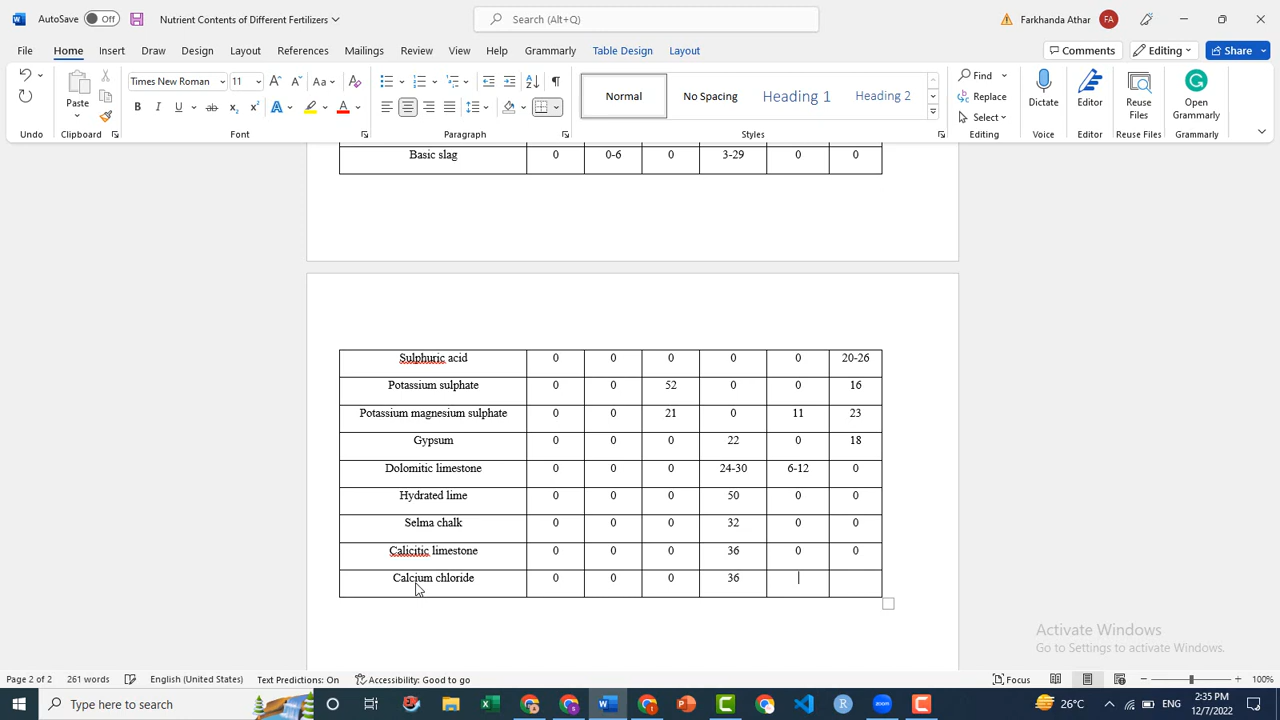 AutoSave Off Nutrient Contents of Different Fertilizers Search (Alt+Q) Farkhanda Athar FA
File Home Insert Draw Design Layout References Mailings Review View Help Grammarly Table Design Layout Comments Editing Share
Paste Times New Roman 11 Normal No Spacing Heading 1 Heading 2 Find Replace Select Dictate Editor Reuse Files Open Grammarly
Undo Clipboard Font Paragraph Styles Editing Voice Editor Reuse Files Grammarly
Basic slag 0 0-6 0 3-29 0 0
Sulphuric acid 0 0 0 0 0 20-26
Potassium sulphate 0 0 52 0 0 16
Potassium magnesium sulphate 0 0 21 0 11 23
Gypsum 0 0 0 22 0 18
Dolomitic limestone 0 0 0 24-30 6-12 0
Hydrated lime 0 0 0 50 0 0
Selma chalk 0 0 0 32 0 0
Calicitic limestone 0 0 0 36 0 0
Calcium chloride 0 0 0 36
Activate Windows
Go to Settings to activate Windows.
Page 2 of 2 261 words English (United States) Text Predictions: On Accessibility: Good to go Focus 100%
Type here to search 26°C ENG 2:35 PM
12/7/2022